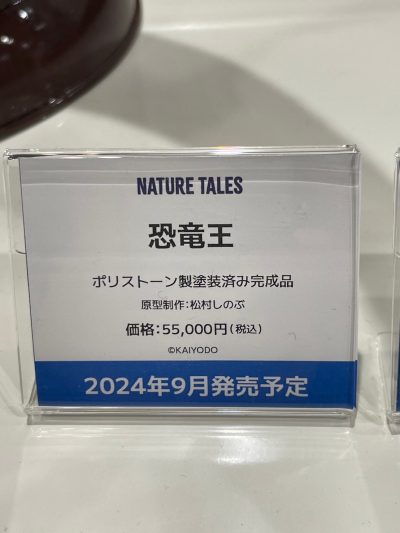 NATURE TALES
恐竜王
ポリストーン製塗装済み完成品
原型制作:松村しのぶ
価格:55,000円(税込)
©KAIYODO
2024年9月発売予定